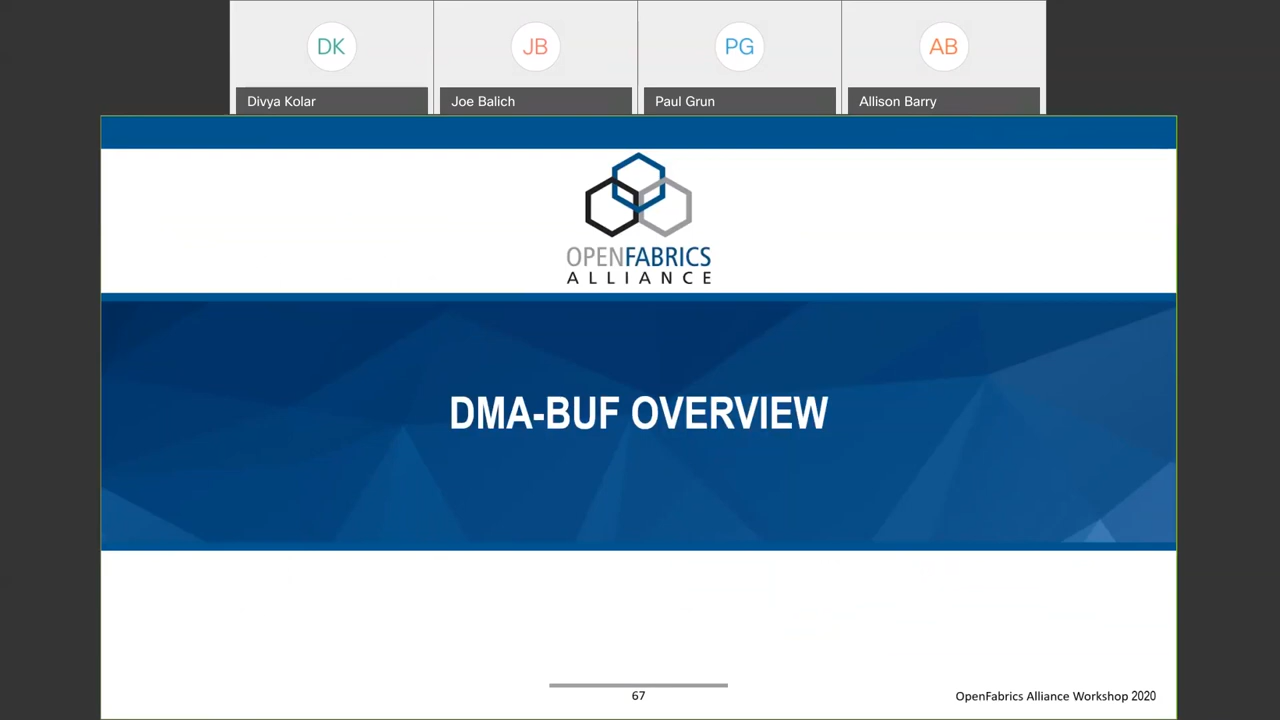 DK
JB
PG
AB
Divya Kolar
Joe Balich
Paul Grun
Allison Barry
OPENFABRICS
ALLIANCE
DMA-BUF OVERVIEW
67
OpenFabrics Alliance Workshop 2020